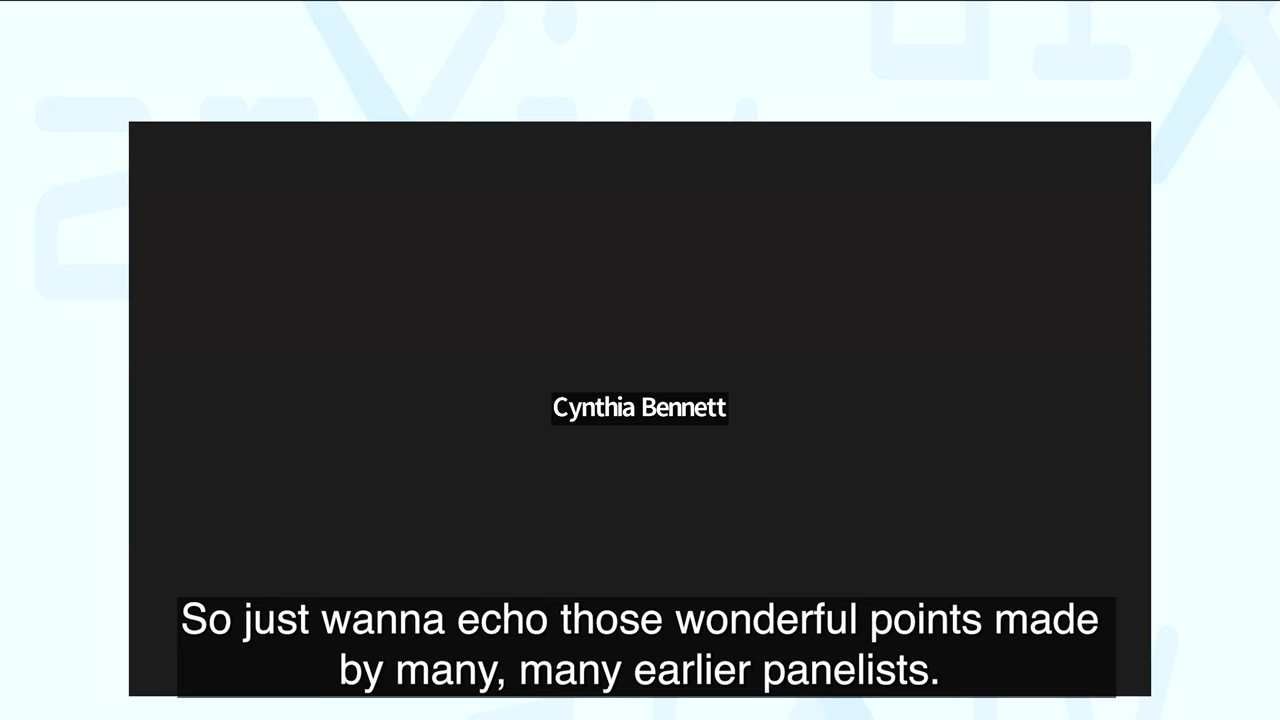 Cynthia Bennett
So just wanna echo those wonderful points made
by many, many earlier panelists.